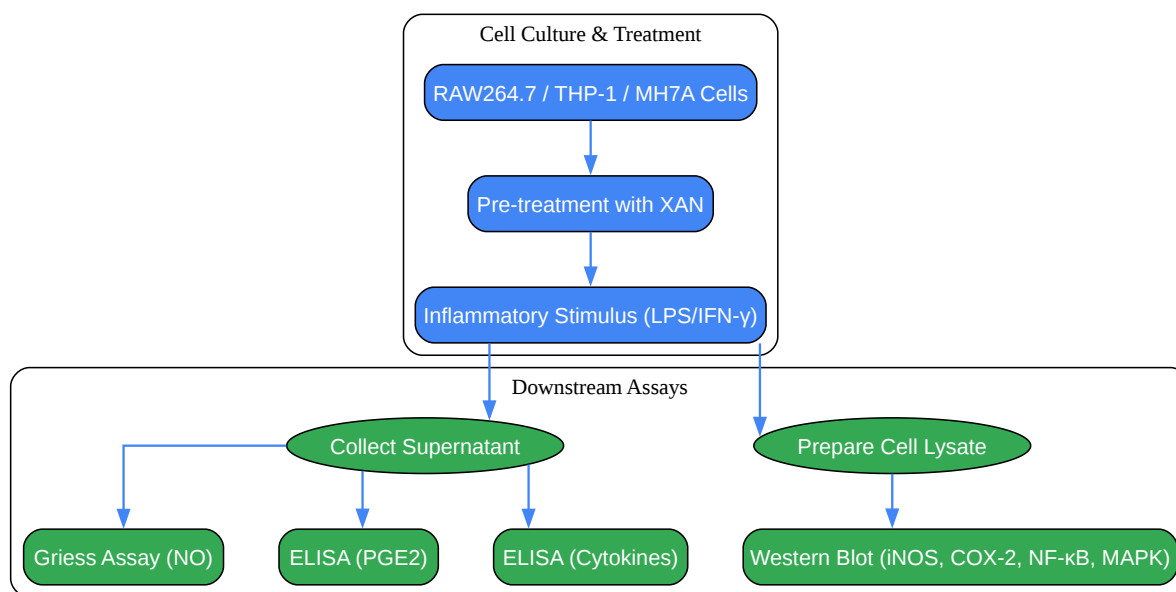 Cell Culture & Treatment
RAW264.7 / THP-1 / MH7A Cells
Pre-treatment with XAN
Inflammatory Stimulus (LPS/IFN-γ)
Downstream Assays
Collect Supernatant
Prepare Cell Lysate
Griess Assay (NO)
ELISA (PGE2)
ELISA (Cytokines)
Western Blot (iNOS, COX-2, NF-κB, MAPK)